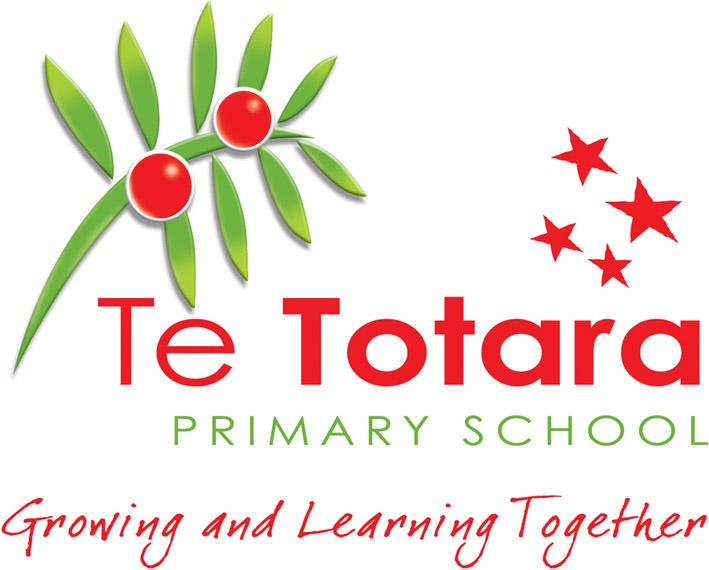 Te Totara
PRIMARY SCHOOL
Growing and Learning Together